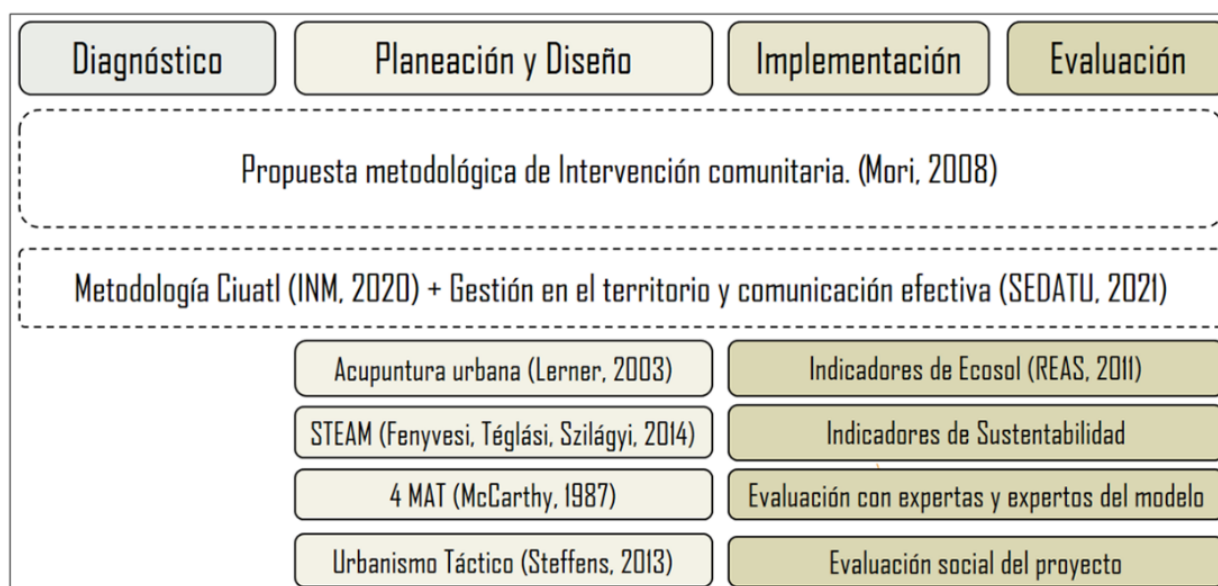 Diagnóstico
Planeación y Diseño
Implementación
Evaluación
Propuesta metodológica de Intervención comunitaria. (Mori, 2008)
Metodología Ciuatl (INM, 2020) + Gestión en el territorio y comunicación efectiva (SEDATU, 2021)
Acupuntura urbana (Lerner, 2003)
Indicadores de Ecosol (REAS, 2011)
STEAM (Fenyvesi, Téglási, Szilágyi, 2014)
Indicadores de Sustentabilidad
4 MAT (McCarthy, 1987)
Evaluación con expertas y expertos del modelo
Urbanismo Táctico (Steffens, 2013)
Evaluación social del proyecto